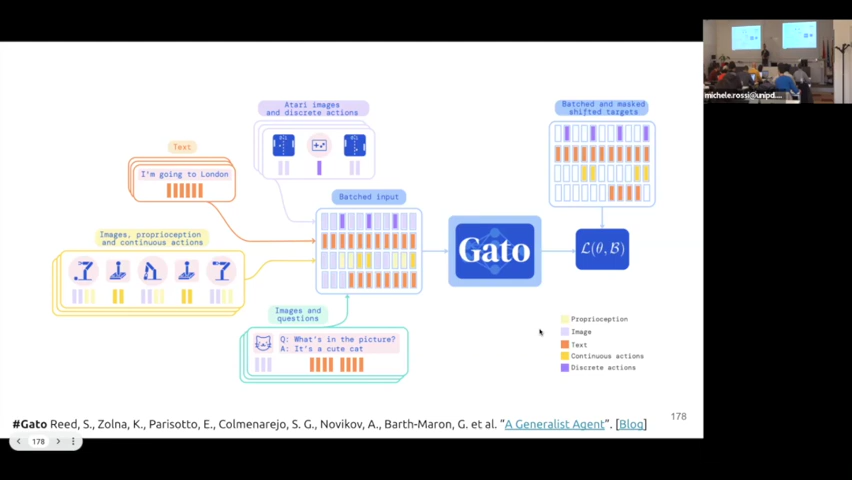 michele.rossi@unipd....
Atari images
and discrete actions
Batched and masked
shifted targets
Text
I'm going to London
Batched input
Images, proprioception
and continuous actions
Gato
L(θ, B)
Images and
questions
Q: What's in the picture?
A: It's a cute cat
Proprioception
Image
Text
Continuous actions
Discrete actions
178
#Gato Reed, S., Zolna, K., Parisotto, E., Colmenarejo, S. G., Novikov, A., Barth-Maron, G. et al. “A Generalist Agent”. [Blog]
178